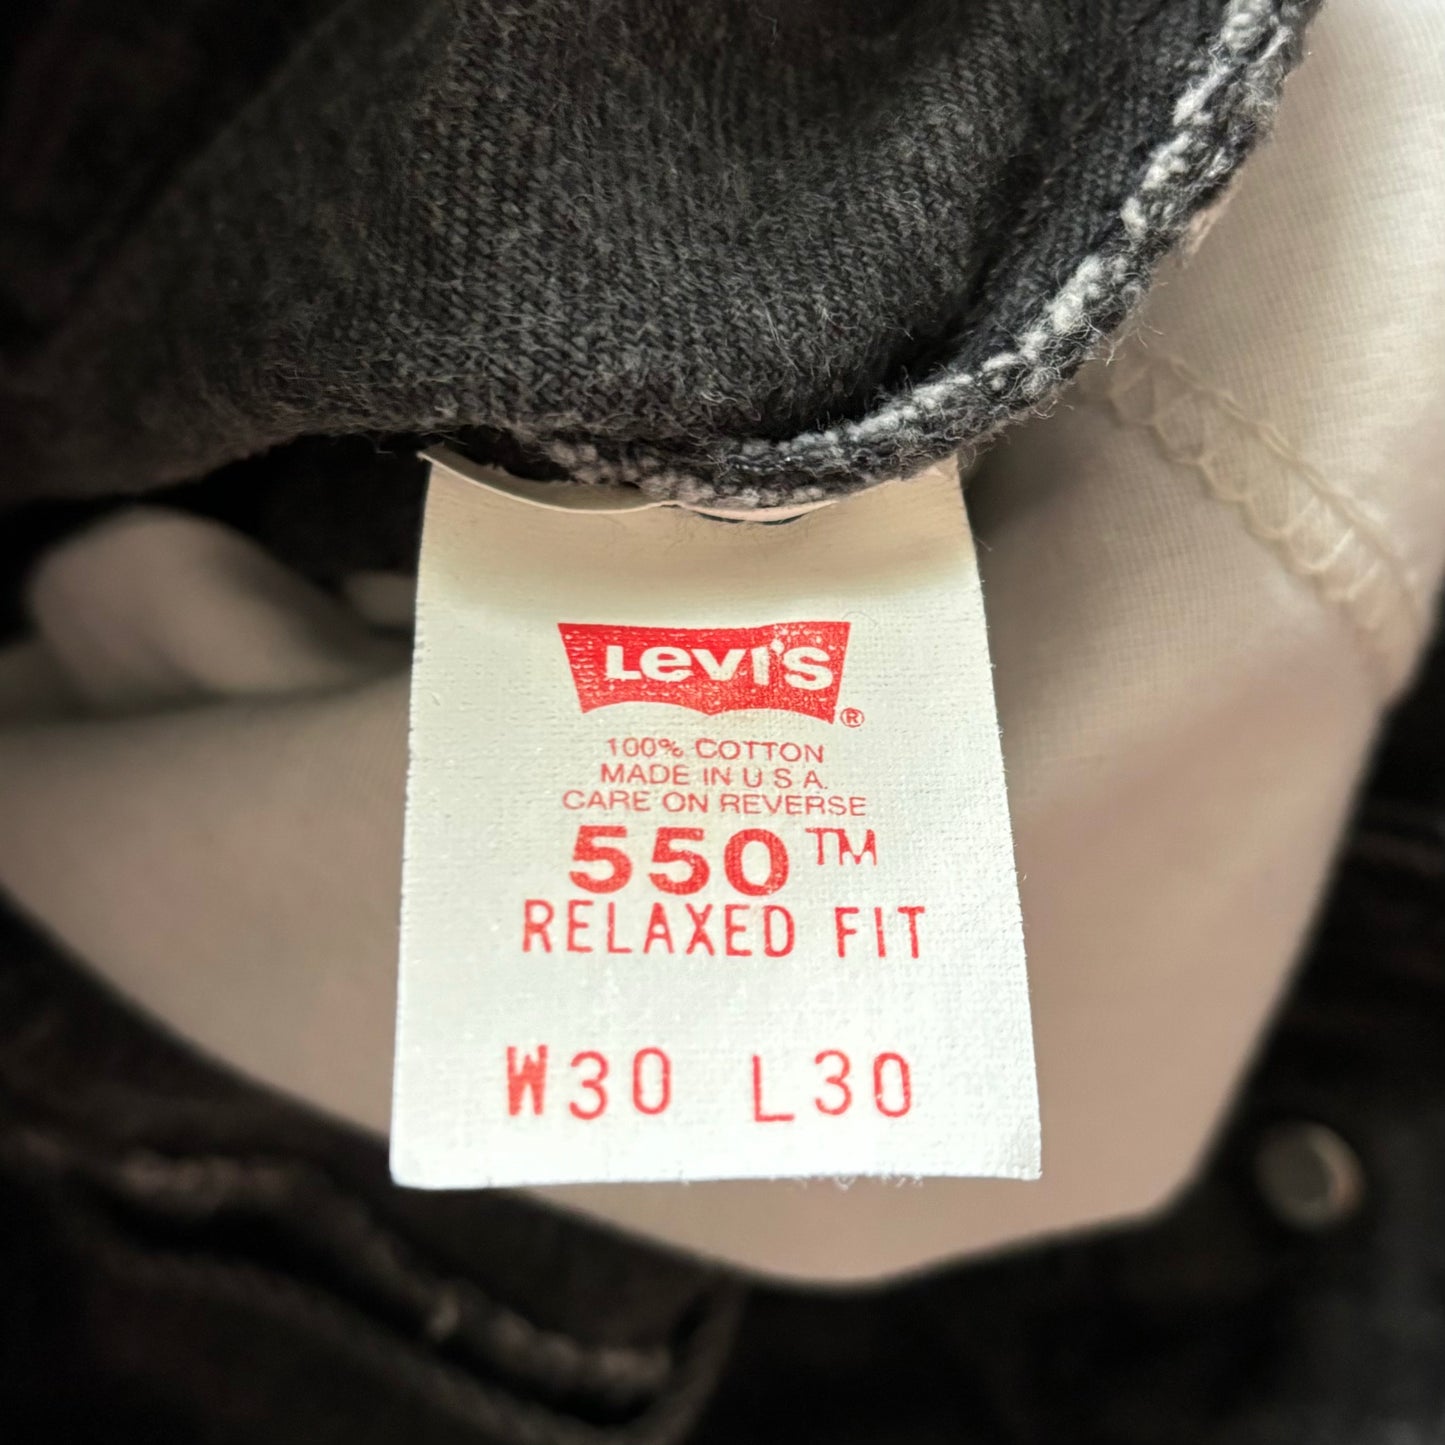 LEVI'S ®
100% COTTON
MADE IN U S A.
CARE ON REVERSE
550™
RELAXED FIT
W30 L30